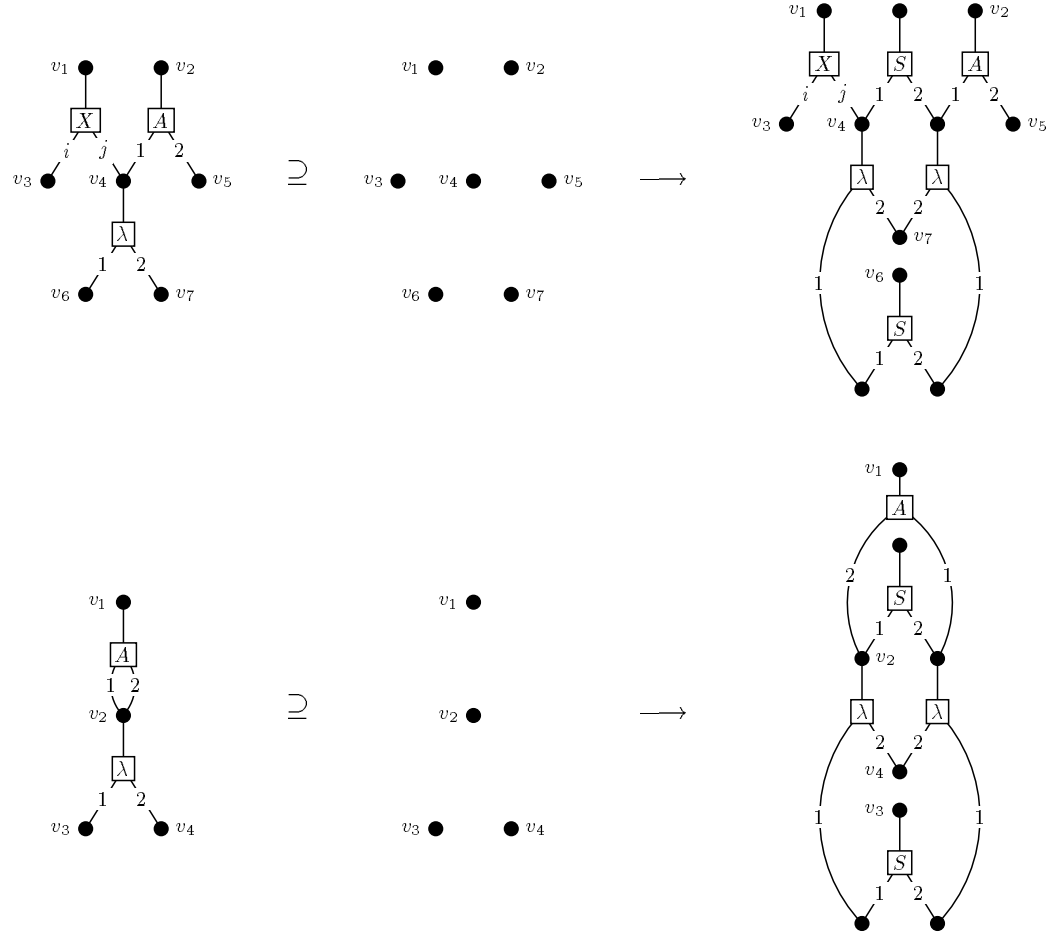 v1 v2 v1 v2
v1 v2
X S A
X A i j 1 2 1 2
i j 1 2 v3 v4 v5
v3 v4 v5 ⊇ v3 v4 v5 ⟶
λ λ
2 2
λ v7
1 2 v6
v6 v7 v6 v7 1 1
S
1 2
v1
A
2 1
v1 v1 S
1 2
A v2
1 2
v2 ⊇ v2 ⟶ λ λ
2 2
λ v4
1 2 v3
v3 v4 v3 v4 1 1
S
1 2